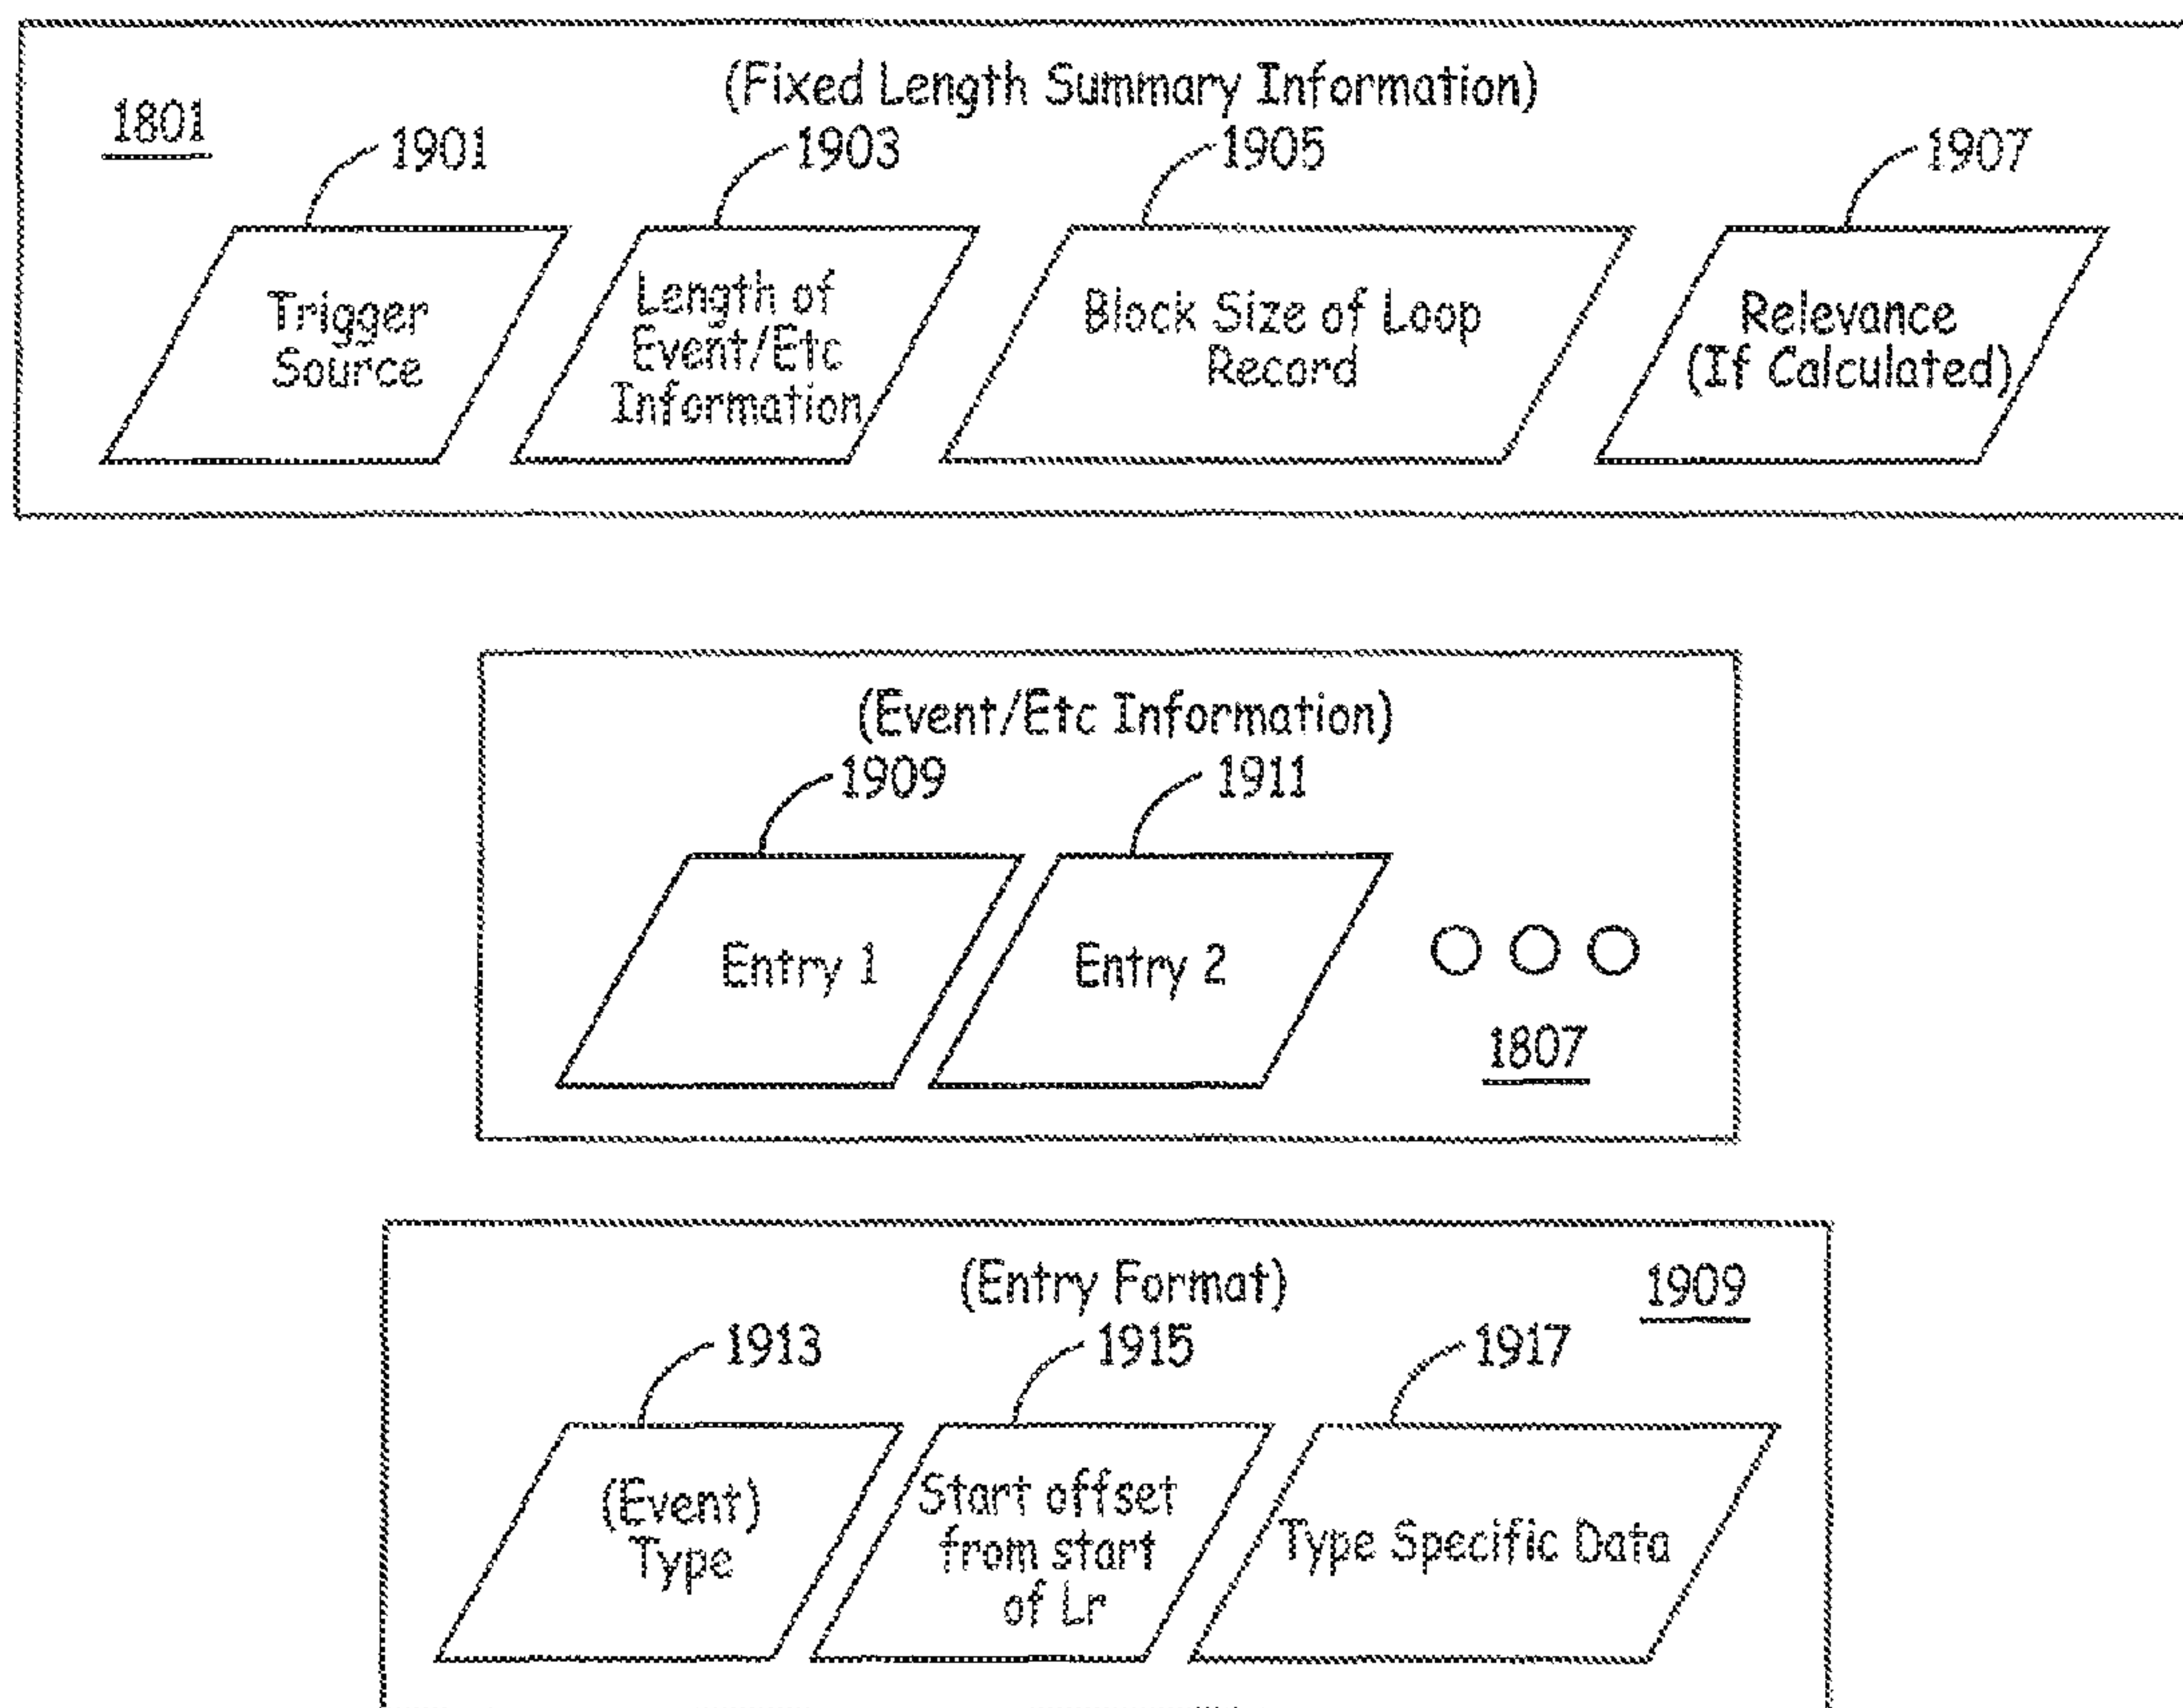 (Fixed Length Summary Information)
1801
1901
1903
1905
1907
Trigger
Source
Length of
Event/Etc
Information
Block Size of Loop
Record
Relevance
(If Calculated)
(Event/Etc Information)
1909
1911
Entry 1
Entry 2
1807
(Entry Format)
1909
1913
1915
1917
(Event)
Type
Start offset
from start
of Lr
Type Specific Data